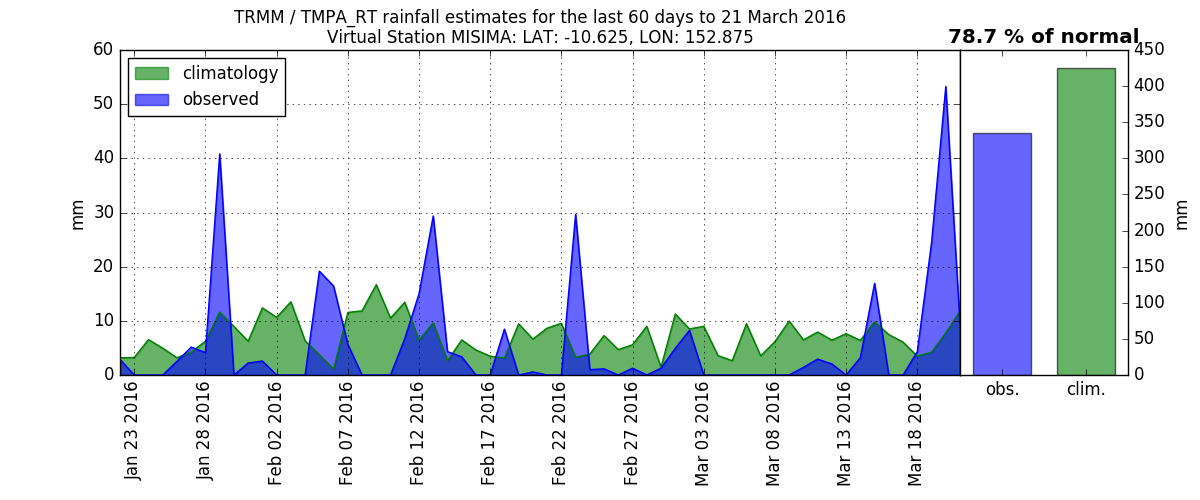 TRMM / TMPA_RT rainfall estimates for the last 60 days to 21 March 2016
Virtual Station MISIMA: LAT: -10.625, LON: 152.875
78.7 % of normal
climatology
observed
60
50
40
30
20
10
0
mm
Jan 23 2016
Jan 28 2016
Feb 02 2016
Feb 07 2016
Feb 12 2016
Feb 17 2016
Feb 22 2016
Feb 27 2016
Mar 03 2016
Mar 08 2016
Mar 13 2016
Mar 18 2016
obs.
clim.
450
400
350
300
250
200
150
100
50
0
mm